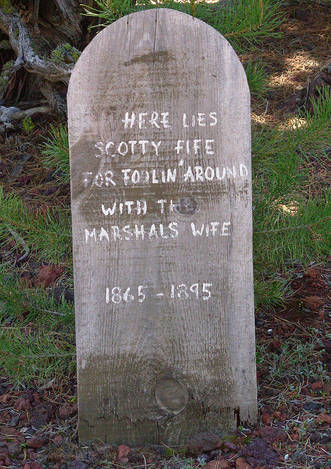 HERE LIES
SCOTTY FIFE
FOR FOOLIN' AROUND
WITH THE
MARSHALS WIFE
1865 - 1895